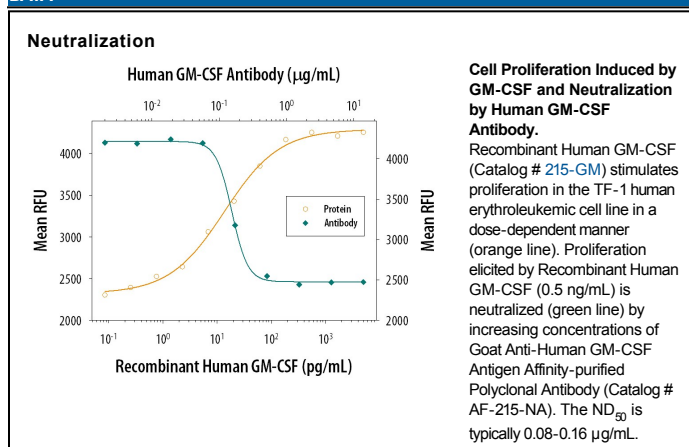 Neutralization
Human GM-CSF Antibody (µg/mL)
10-2 10-1 100 101
4000
3500
3000
2500
2000
Mean RFU
4000
3500
3000
2500
2000
Mean RFU
Protein
Antibody
10-1 100 101 102 103
Recombinant Human GM-CSF (pg/mL)
Cell Proliferation Induced by
GM-CSF and Neutralization
by Human GM-CSF
Antibody.
Recombinant Human GM-CSF
(Catalog # 215-GM) stimulates
proliferation in the TF-1 human
erythroleukemic cell line in a
dose-dependent manner
(orange line). Proliferation
elicited by Recombinant Human
GM-CSF (0.5 ng/mL) is
neutralized (green line) by
increasing concentrations of
Goat Anti-Human GM-CSF
Antigen Affinity-purified
Polyclonal Antibody (Catalog #
AF-215-NA). The ND50 is
typically 0.08-0.16 µg/mL.